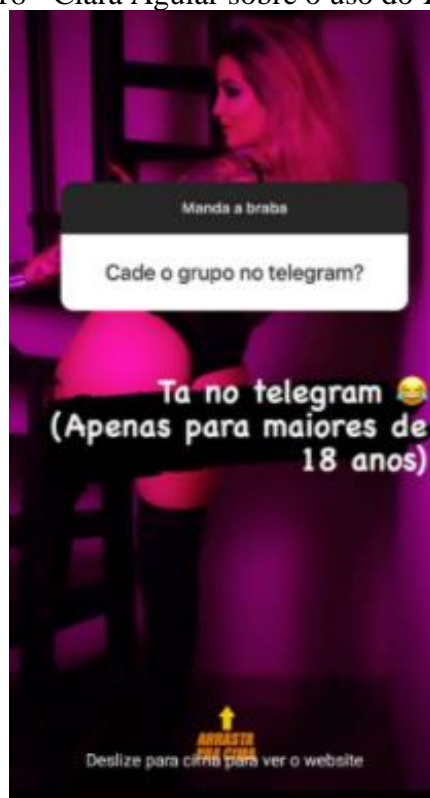 Clara Aguiar sobre o uso do
Manda a braba
Cade o grupo no telegram?
Ta no telegram 😂
(Apenas para maiores de
18 anos)
ARRASTA
PRA CIMA
Deslize para cima para ver o website